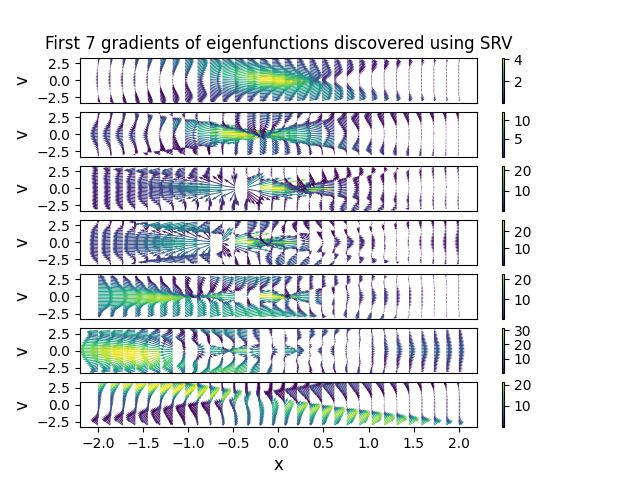 First 7 gradients of eigenfunctions discovered using SRV
v 2.5 0.0 −2.5 4 2
v 2.5 0.0 −2.5 10 5
v 2.5 0.0 −2.5 20 10
v 2.5 0.0 −2.5 20 10
v 2.5 0.0 −2.5 20 10
v 2.5 0.0 −2.5 30 20 10
v 2.5 0.0 −2.5 20 10
−2.0 −1.5 −1.0 −0.5 0.0 0.5 1.0 1.5 2.0
x